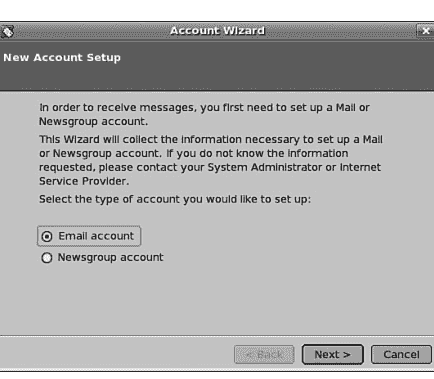 Account Wizard
New Account Setup
In order to receive messages, you first need to set up a Mail or
Newsgroup account.
This Wizard will collect the information necessary to set up a Mail
or Newsgroup account. If you do not know the information
requested, please contact your System Administrator or Internet
Service Provider.
Select the type of account you would like to set up:
Email account
Newsgroup account
< Back Next > Cancel